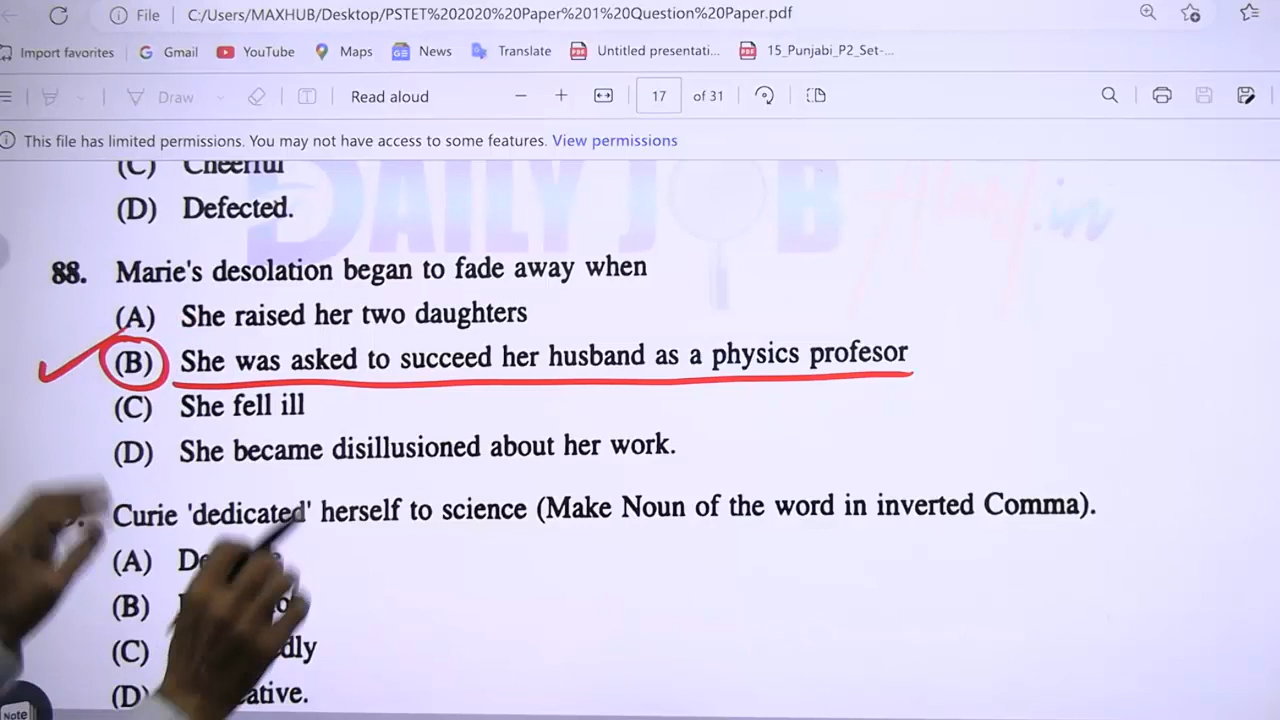 File C:/Users/MAXHUB/Desktop/PSTET%202020%20Paper%201%20Question%20Paper.pdf
Import favorites Gmail YouTube Maps News Translate Untitled presentati... 15_Punjabi_P2_Set-...
Draw Read aloud 17 of 31
This file has limited permissions. You may not have access to some features. View permissions
(C) Cheerful
(D) Defected.
DAILY JOB .in
88. Marie's desolation began to fade away when
(A) She raised her two daughters
(B) She was asked to succeed her husband as a physics profesor
(C) She fell ill
(D) She became disillusioned about her work.
Curie 'dedicated' herself to science (Make Noun of the word in inverted Comma).
(A)
(B)
(C)
(D)
Note